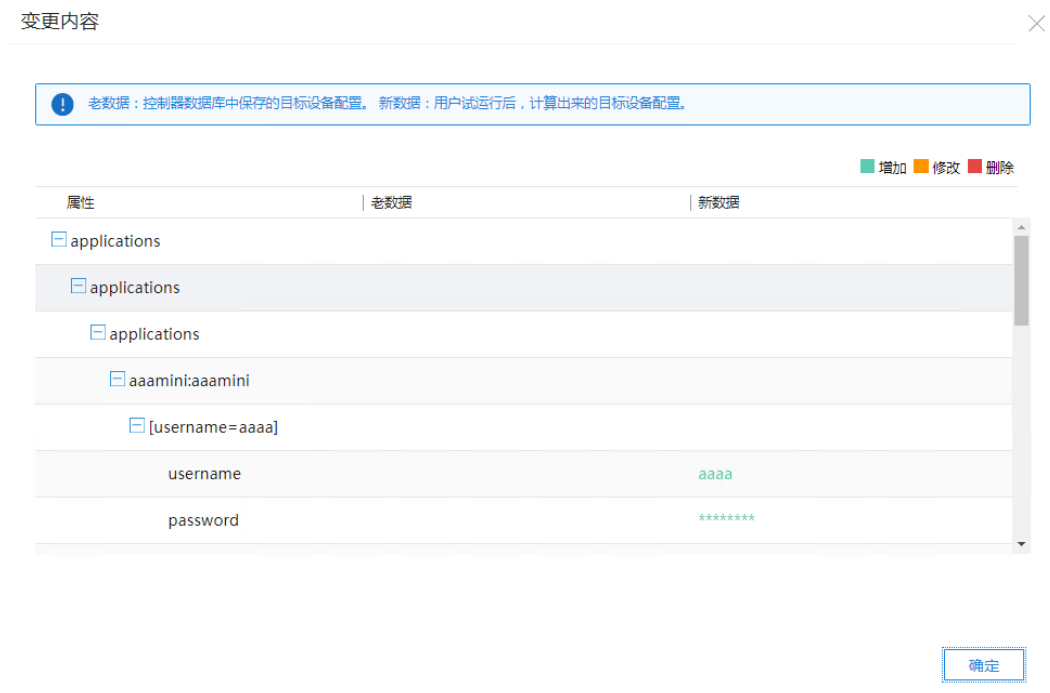 变更内容
老数据：控制器数据库中保存的目标设备配置。 新数据：用户试运行后，计算出来的目标设备配置。
增加 修改 删除
属性 老数据 新数据
applications
applications
applications
aaamini:aaamini
[username=aaaa]
username aaaa
password ********
确定